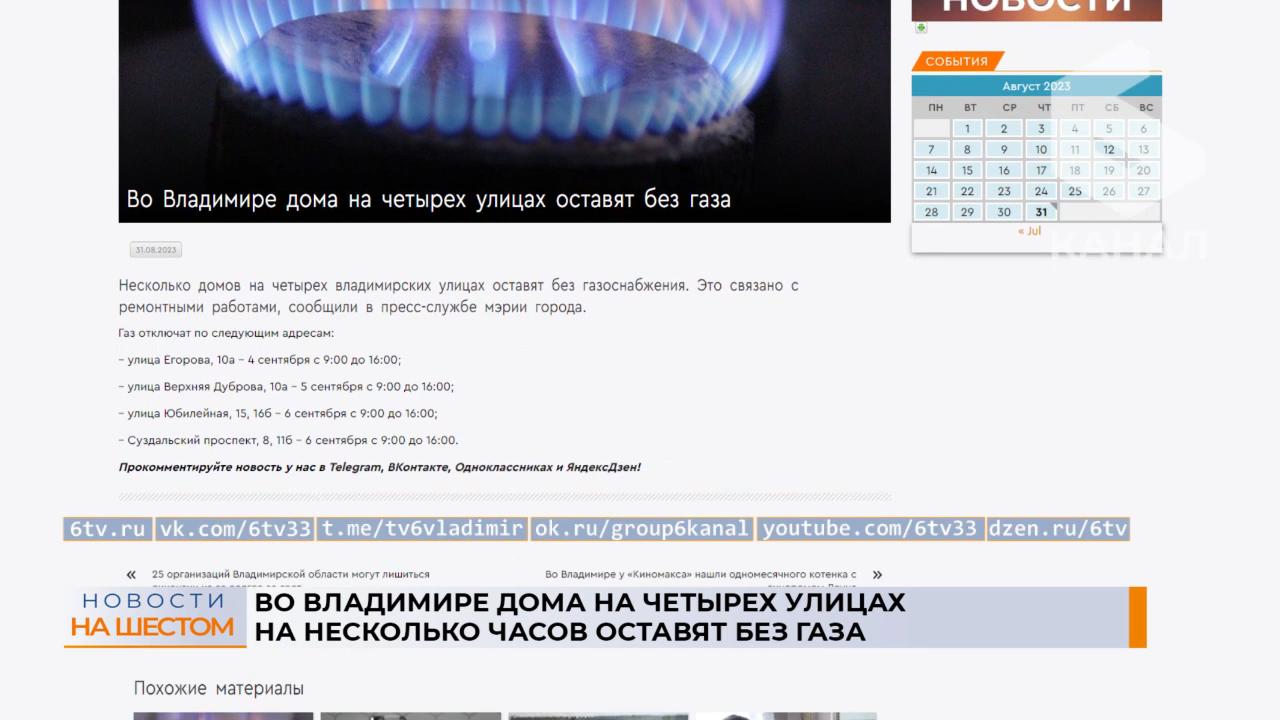 НОВОСТИ
СОБЫТИЯ
Август 2023
ПН ВТ СР ЧТ ПТ СБ ВС
1 2 3 4 5 6
7 8 9 10 11 12 13
14 15 16 17 18 19 20
21 22 23 24 25 26 27
28 29 30 31
« Jul
КАНАЛ
Во Владимире дома на четырех улицах оставят без газа
31.08.2023
Несколько домов на четырех владимирских улицах оставят без газоснабжения. Это связано с
ремонтными работами, сообщили в пресс-службе мэрии города.
Газ отключат по следующим адресам:
– улица Егорова, 10а – 4 сентября с 9:00 до 16:00;
– улица Верхняя Дуброва, 10а – 5 сентября с 9:00 до 16:00;
– улица Юбилейная, 15, 16б – 6 сентября с 9:00 до 16:00;
– Суздальский проспект, 8, 11б – 6 сентября с 9:00 до 16:00.
Прокомментируйте новость у нас в Telegram, ВКонтакте, Одноклассниках и ЯндексДзен!
6tv.ru vk.com/6tv33 t.me/tv6vladimir ok.ru/group6kanal youtube.com/6tv33 dzen.ru/6tv
« 25 организаций Владимирской области могут лишиться
Во Владимире у «Киномакса» нашли одномесячного котенка с »
НОВОСТИ
НА ШЕСТОМ
ВО ВЛАДИМИРЕ ДОМА НА ЧЕТЫРЕХ УЛИЦАХ
НА НЕСКОЛЬКО ЧАСОВ ОСТАВЯТ БЕЗ ГАЗА
Похожие материалы